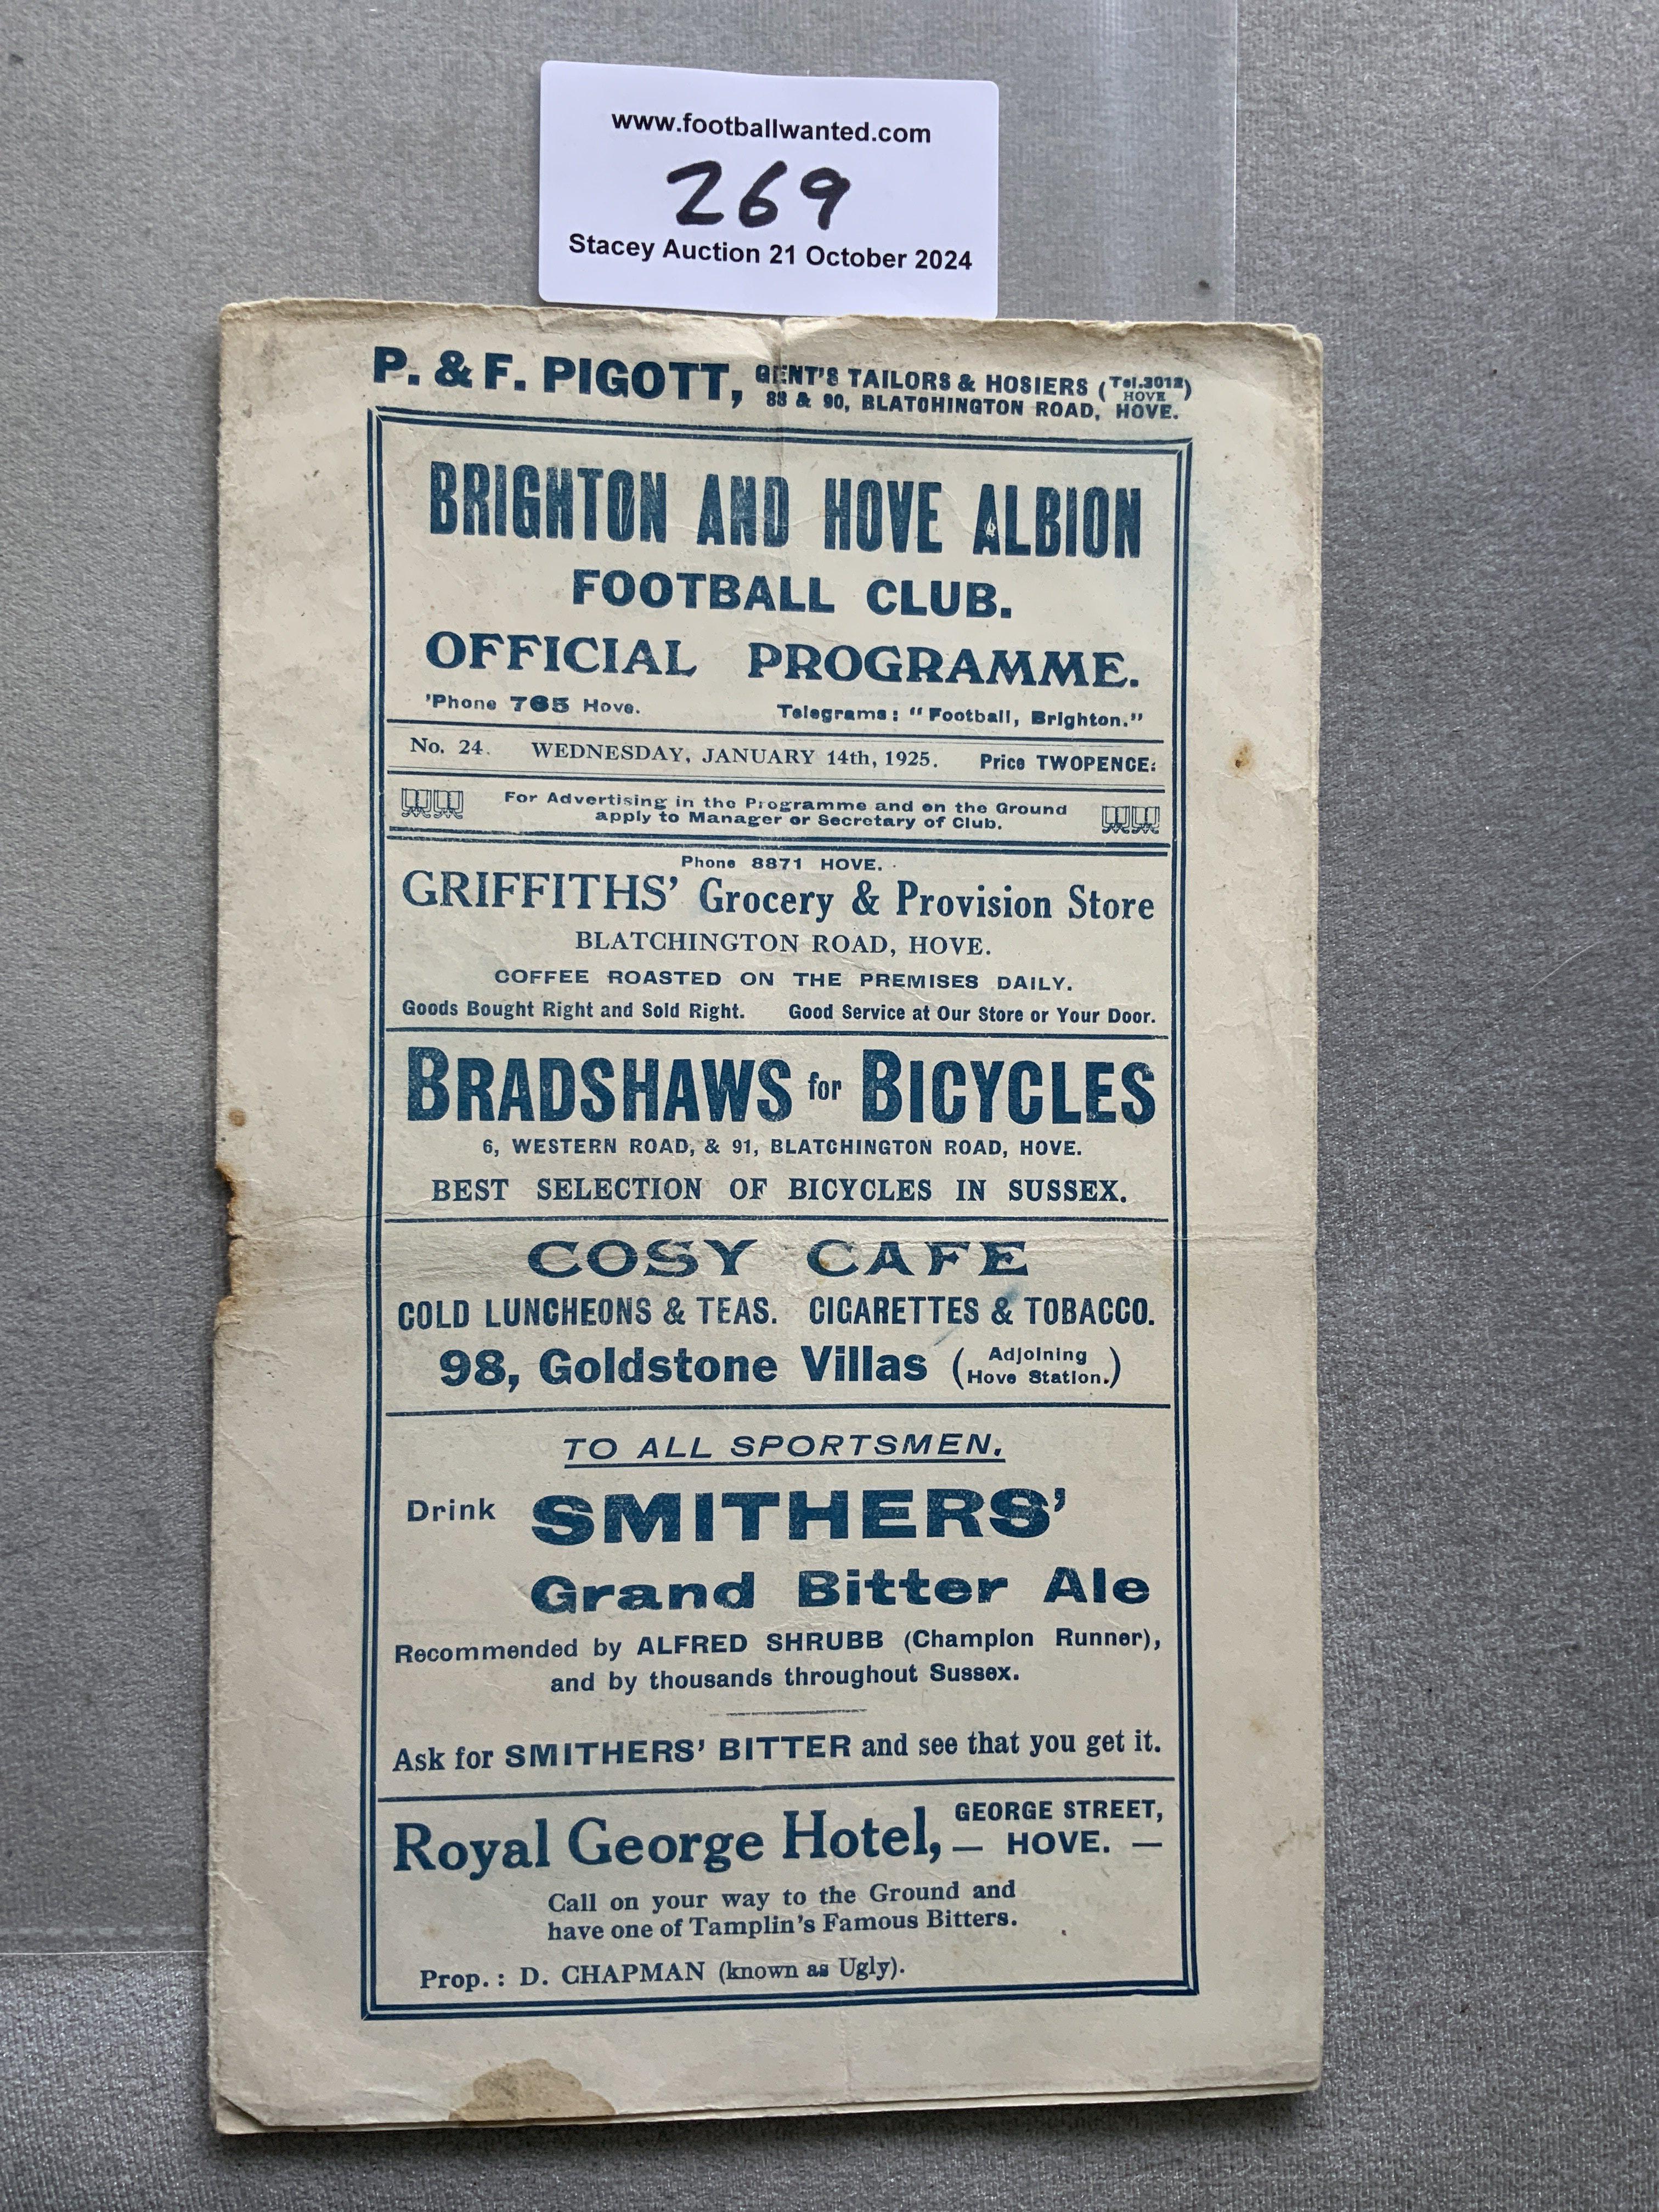 www.footballwanted.com
269
Stacey Auction 21 October 2024
P. & F. PIGOTT, GENT'S TAILORS & HOSIERS (Tel. 3012 HOVE)
88 & 90, BLATCHINGTON ROAD, HOVE.
BRIGHTON AND HOVE ALBION
FOOTBALL CLUB.
OFFICIAL PROGRAMME.
'Phone 765 Hove. Telegrams: "Football, Brighton."
No. 24. WEDNESDAY, JANUARY 14th, 1925. Price TWOPENCE:
For Advertising in the Programme and on the Ground
apply to Manager or Secretary of Club.
Phone 8871 HOVE.
GRIFFITHS' Grocery & Provision Store
BLATCHINGTON ROAD, HOVE.
COFFEE ROASTED ON THE PREMISES DAILY.
Goods Bought Right and Sold Right. Good Service at Our Store or Your Door.
BRADSHAWS for BICYCLES
6, WESTERN ROAD, & 91, BLATCHINGTON ROAD, HOVE.
BEST SELECTION OF BICYCLES IN SUSSEX.
COSY CAFE
COLD LUNCHEONS & TEAS. CIGARETTES & TOBACCO.
98, Goldstone Villas (Adjoining Hove Station.)
TO ALL SPORTSMEN.
Drink SMITHERS'
Grand Bitter Ale
Recommended by ALFRED SHRUBB (Champion Runner),
and by thousands throughout Sussex.
Ask for SMITHERS' BITTER and see that you get it.
Royal George Hotel, GEORGE STREET,
— HOVE. —
Call on your way to the Ground and
have one of Tamplin's Famous Bitters.
Prop.: D. CHAPMAN (known as Ugly).